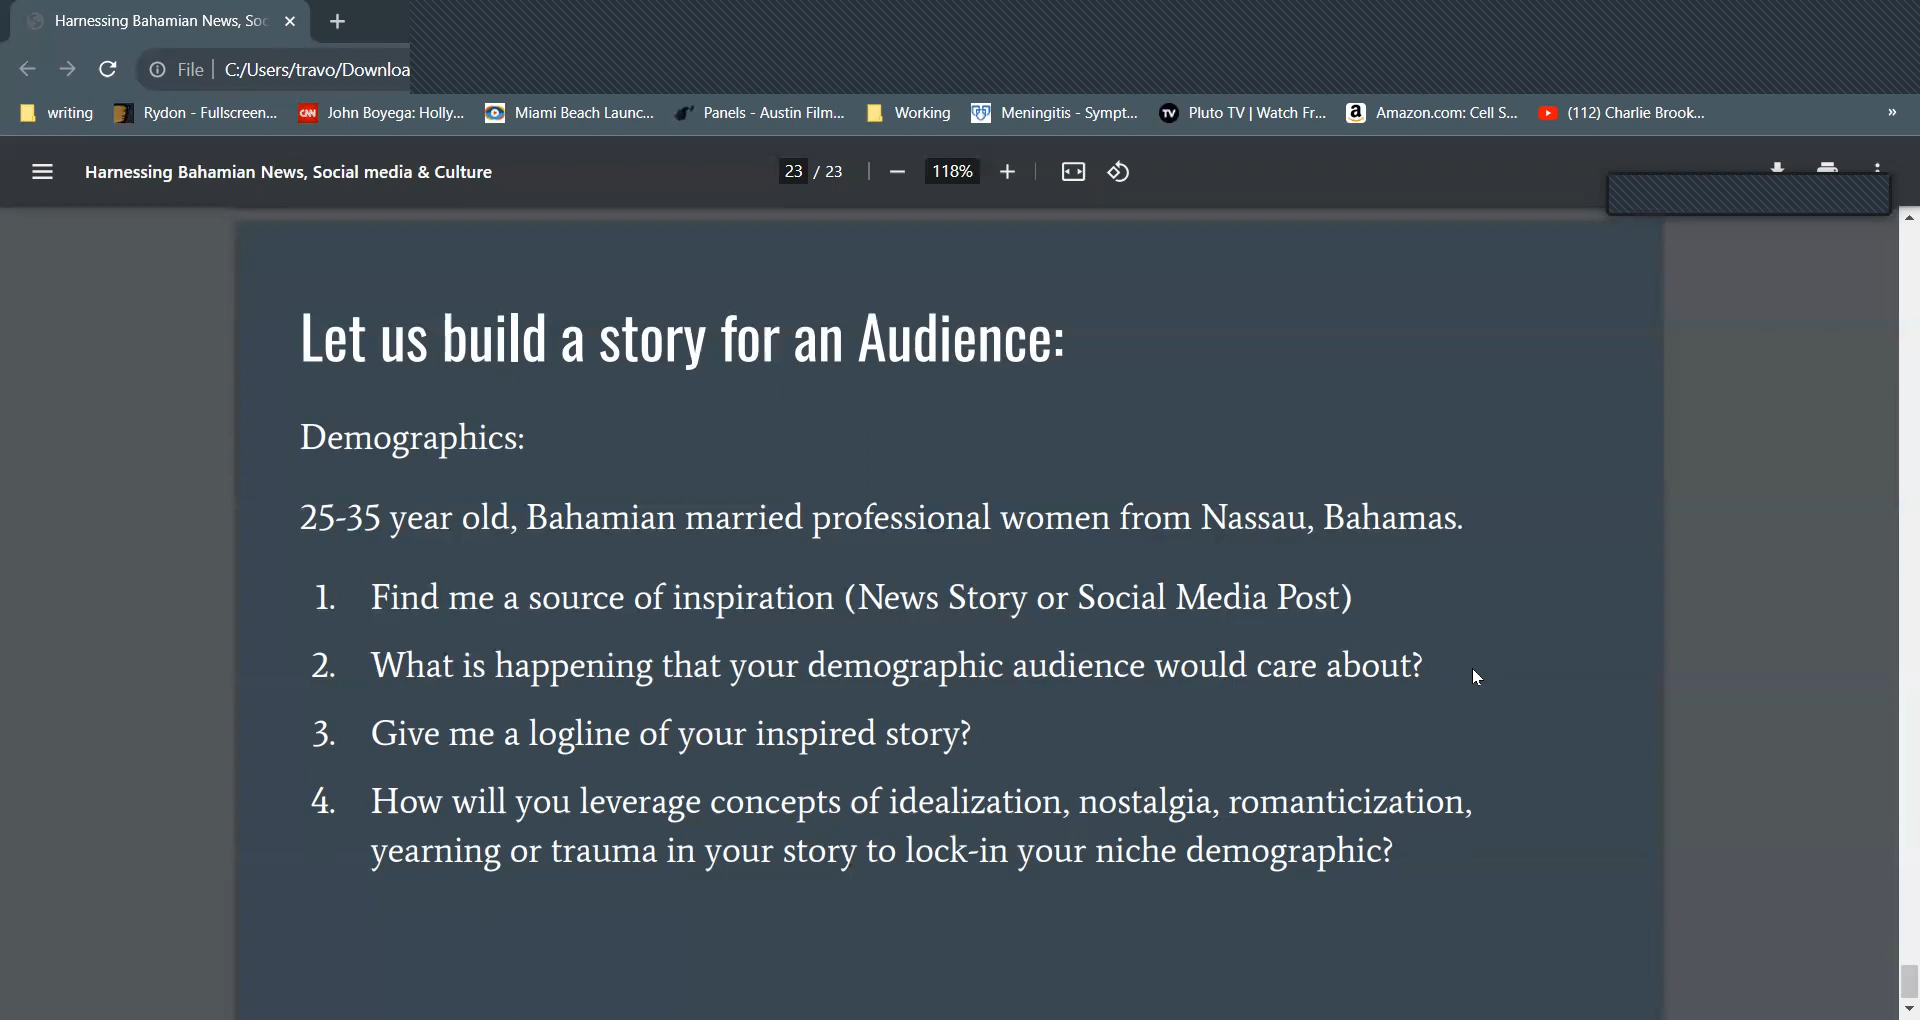 Harnessing Bahamian News, Soc
File C:/Users/travo/Downloa
writing Rydon - Fullscreen... CNN John Boyega: Holly... Miami Beach Launc... Panels - Austin Film... Working Meningitis - Sympt... TV Pluto TV | Watch Fr... a Amazon.com: Cell S... (112) Charlie Brook... »
Harnessing Bahamian News, Social media & Culture 23 / 23 118%
Let us build a story for an Audience:
Demographics:
25-35 year old, Bahamian married professional women from Nassau, Bahamas.
1. Find me a source of inspiration (News Story or Social Media Post)
2. What is happening that your demographic audience would care about?
3. Give me a logline of your inspired story?
4. How will you leverage concepts of idealization, nostalgia, romanticization,
yearning or trauma in your story to lock-in your niche demographic?